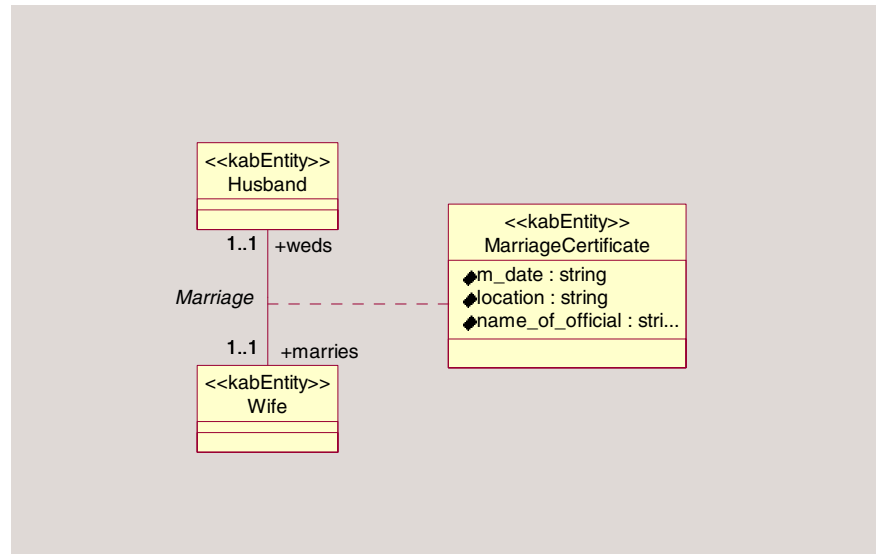 <<kabEntity>>
Husband
1..1 +weds
Marriage
1..1 +marries
<<kabEntity>>
Wife
<<kabEntity>>
MarriageCertificate
m_date : string
location : string
name_of_official : stri...